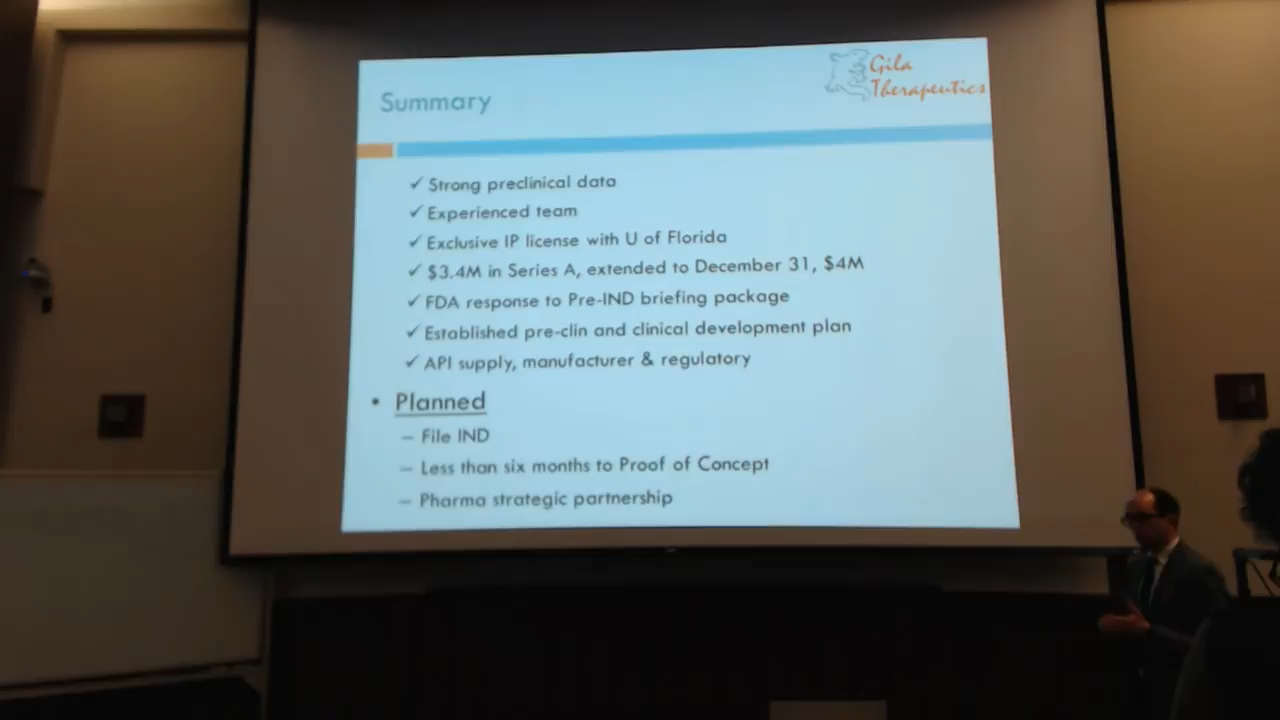 Gila
Therapeutics
Summary
✓ Strong preclinical data
✓ Experienced team
✓ Exclusive IP license with U of Florida
✓ $3.4M in Series A, extended to December 31, $4M
✓ FDA response to Pre-IND briefing package
✓ Established pre-clin and clinical development plan
✓ API supply, manufacturer & regulatory
• Planned
– File IND
– Less than six months to Proof of Concept
– Pharma strategic partnership